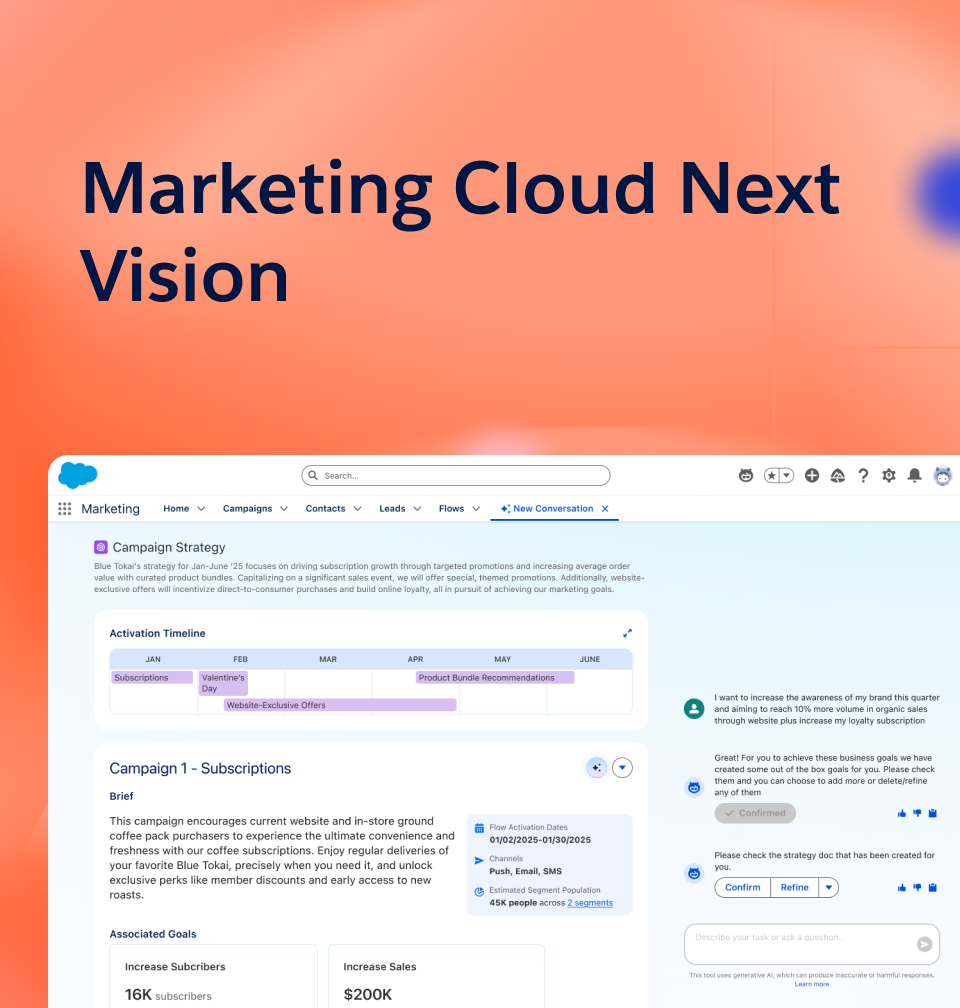 Marketing Cloud Next
Vision
Search...
Marketing
Home
Campaigns
Contacts
Leads
Flows
New Conversation
Campaign Strategy
Blue Tokai's strategy for Jan-June '25 focuses on driving subscription growth through targeted promotions and increasing average order
value with curated product bundles. Capitalizing on a significant sales event, we will offer special, themed promotions. Additionally, website-
exclusive offers will incentivize direct-to-consumer purchases and build online loyalty, all in pursuit of achieving our marketing goals.
Activation Timeline
JAN FEB MAR APR MAY JUNE
Subscriptions
Valentine's
Day
Product Bundle Recommendations
Website-Exclusive Offers
Campaign 1 - Subscriptions
Brief
This campaign encourages current website and in-store ground
coffee pack purchasers to experience the ultimate convenience and
freshness with our coffee subscriptions. Enjoy regular deliveries of
your favorite Blue Tokai, precisely when you need it, and unlock
exclusive perks like member discounts and early access to new
roasts.
Flow Activation Dates
01/02/2025-01/30/2025
Channels
Push, Email, SMS
Estimated Segment Population
45K people across 2 segments
Associated Goals
Increase Subcribers
16K subscribers
Increase Sales
$200K
I want to increase the awareness of my brand this quarter
and aiming to reach 10% more volume in organic sales
through website plus increase my loyalty subscription
Great! For you to achieve these business goals we have
created some out of the box goals for you. Please check
them and you can choose to add more or delete/refine
any of them
Confirmed
Please check the strategy doc that has been created for
you.
Confirm
Refine
Describe your task or ask a question...
This tool uses generative AI, which can produce inaccurate or harmful responses.
Learn more